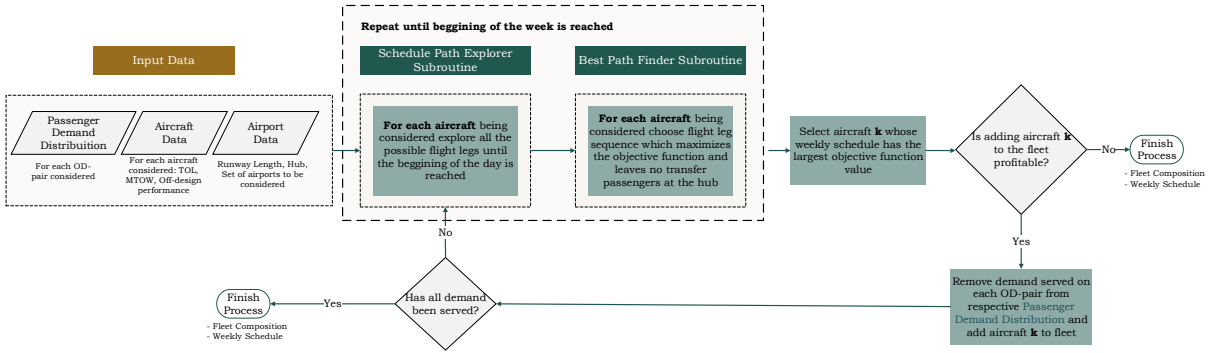 Repeat until beggining of the week is reached
Input Data
Schedule Path Explorer
Subroutine
Best Path Finder Subroutine
Passenger
Demand
Distribuition
Aircraft
Data
Airport
Data
For each OD-
pair considered
For each aircraft
considered: TOL,
MTOW, Off-design
performance
Runway Length, Hub,
Set of airports to be
considered
For each aircraft being
considered explore all the
possible flight legs until
the beggining of the day is
reached
For each aircraft being
considered choose flight leg
sequence which maximizes
the objective function and
leaves no transfer
passengers at the hub
Select aircraft k whose
weekly schedule has the
largest objective function
value
Is adding aircraft k
to the fleet
profitable?
No
Finish
Process
- Fleet Composition
- Weekly Schedule
Yes
Remove demand served on
each OD-pair from
respective Passenger
Demand Distribution and
add aircraft k to fleet
No
Has all demand
been served?
Yes
Finish
Process
- Fleet Composition
- Weekly Schedule